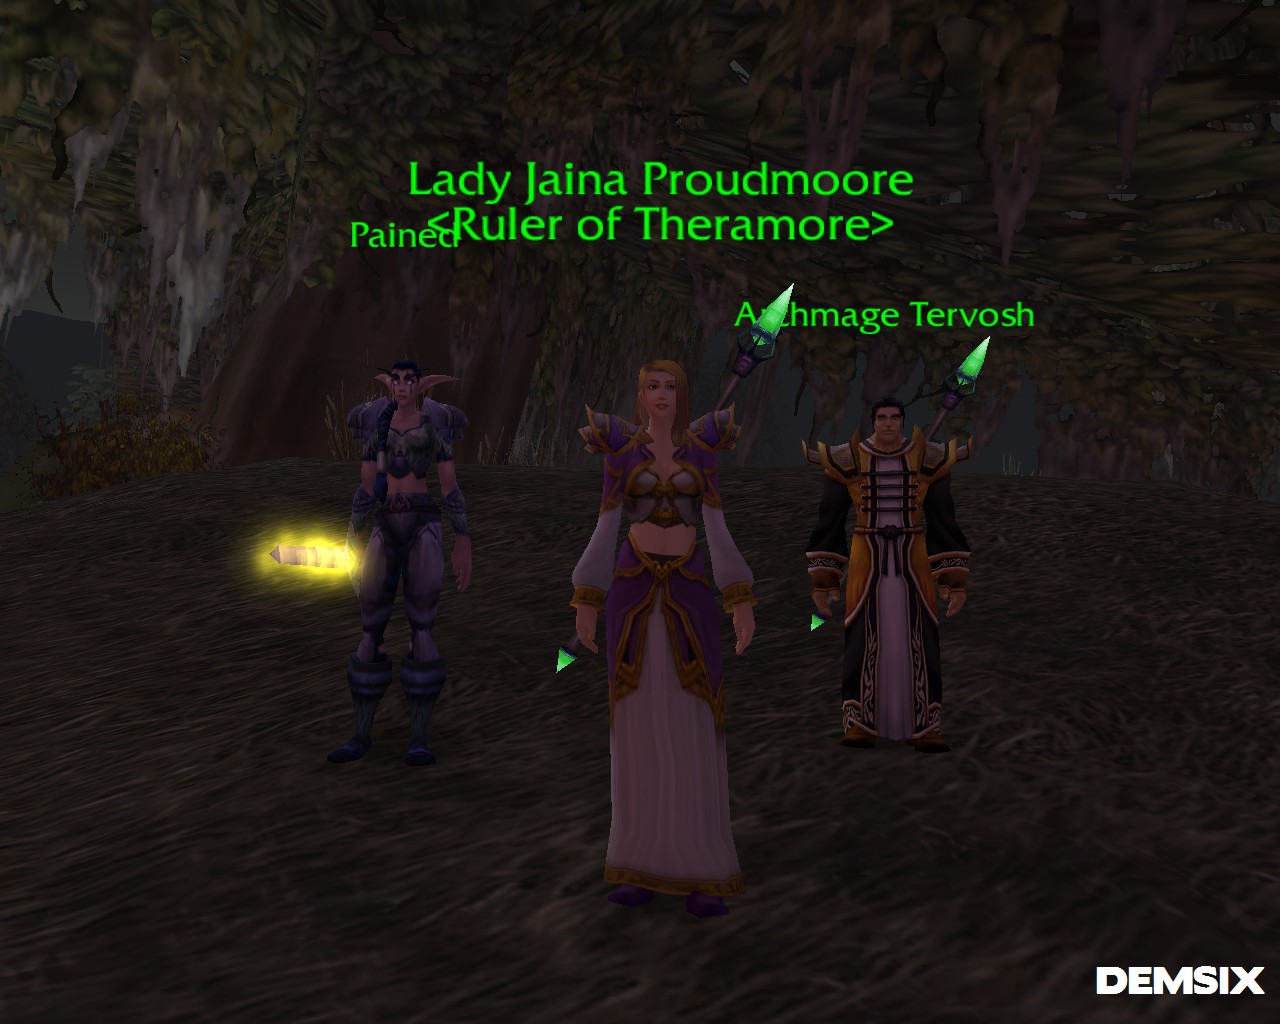 Lady Jaina Proudmoore
<Ruler of Theramore>
Pained
Archmage Tervosh
DEMSIX